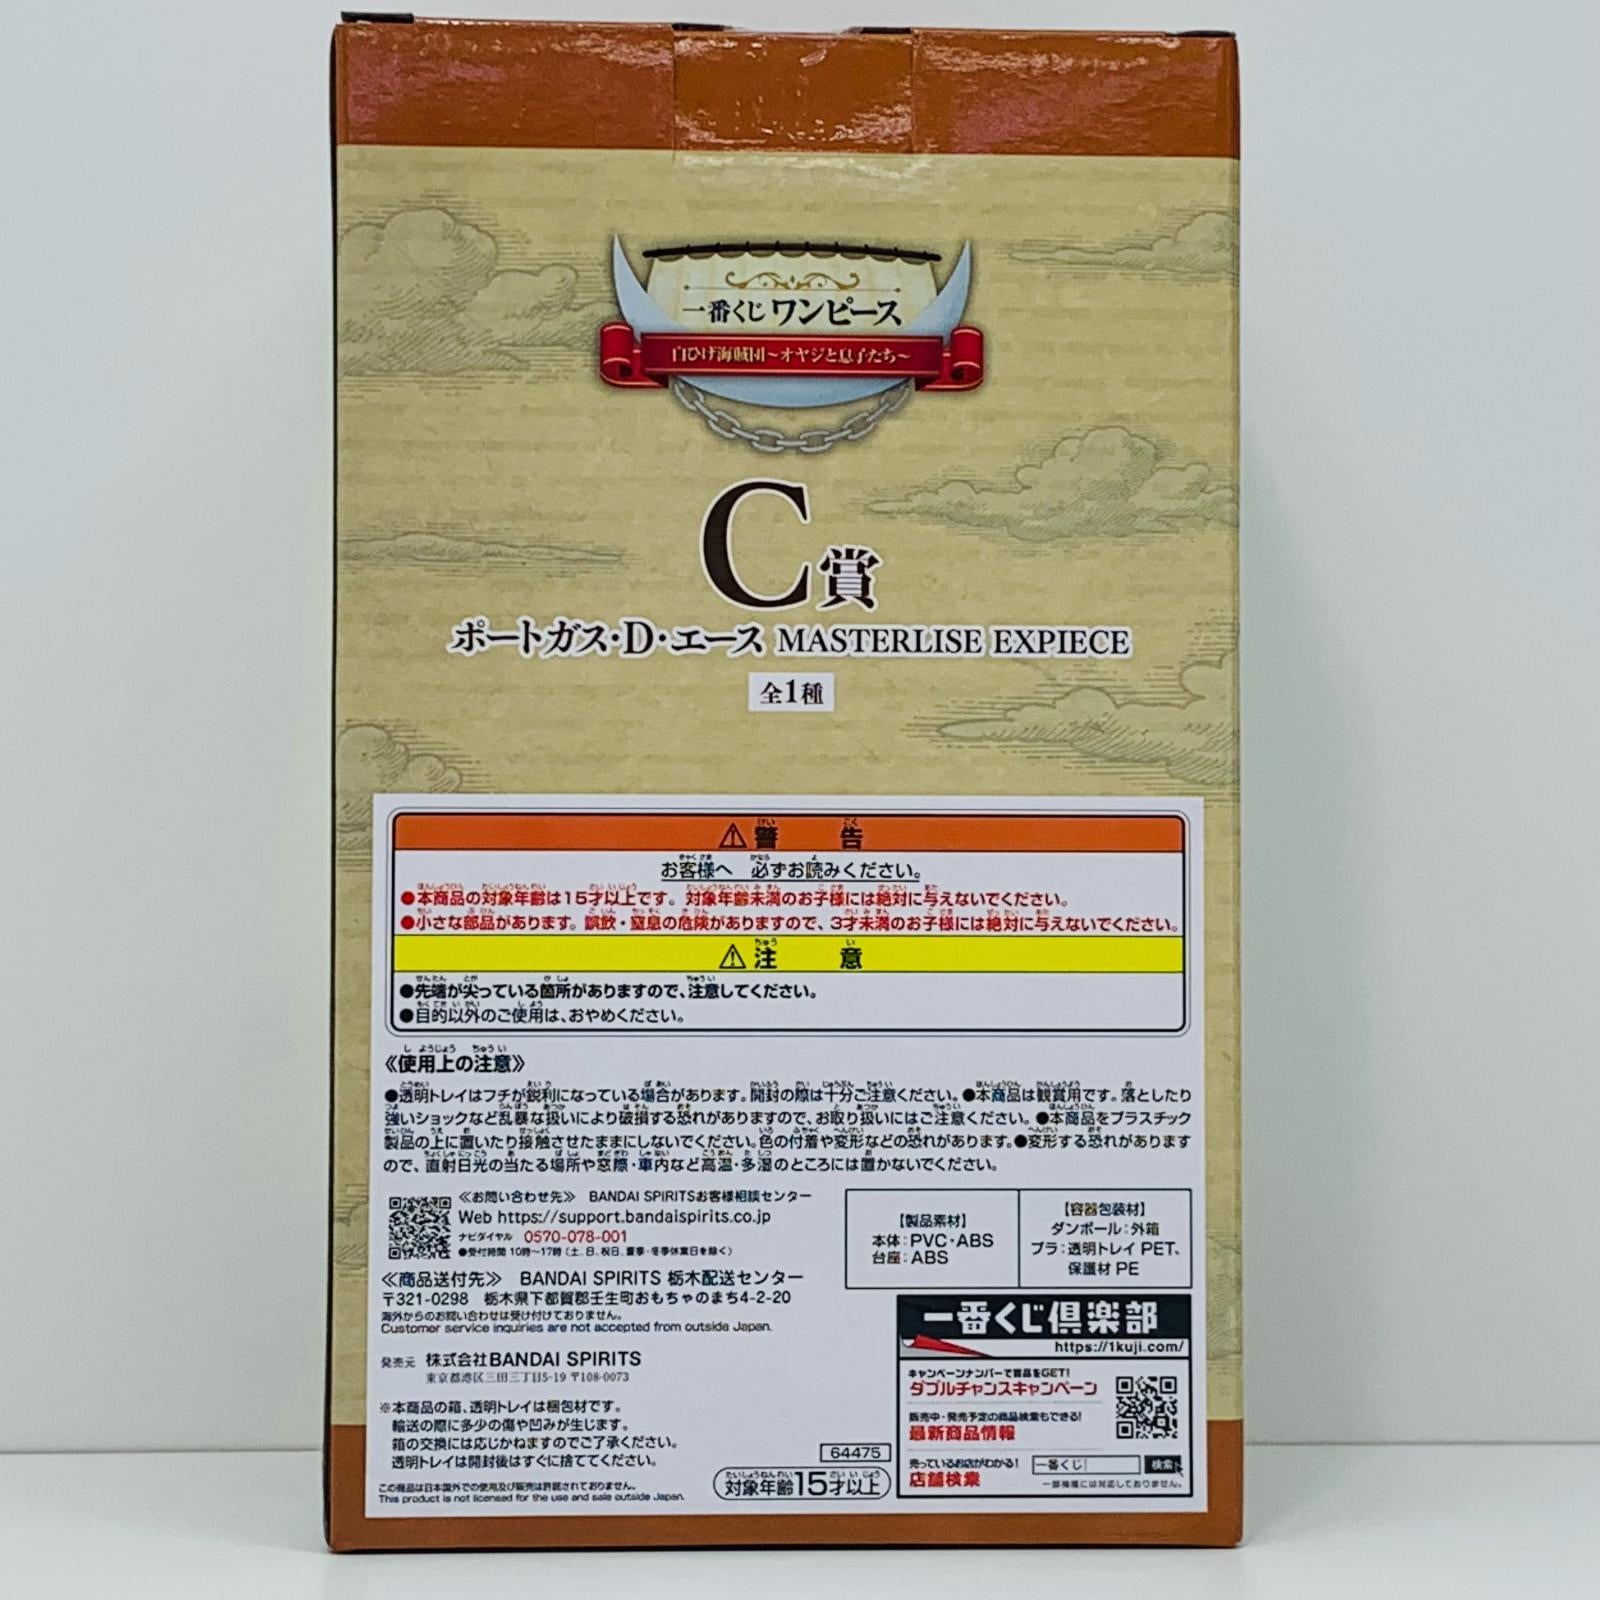 一番くじ ワンピース
白ひげ海賊団～オヤジと息子たち～
C賞
ポートガス・D・エース MASTERLISE EXPIECE
全1種
⚠警告
お客様へ 必ずお読みください。
●本商品の対象年齢は15才以上です。対象年齢未満のお子様には絶対に与えないでください。
●小さな部品があります。誤飲・窒息の危険がありますので、3才未満のお子様には絶対に与えないでください。
⚠注意
●先端が尖っている箇所がありますので、注意してください。
●目的以外のご使用は、おやめください。
《使用上の注意》
●透明トレイはフチが鋭利になっている場合があります。開封の際は十分ご注意ください。●本商品は観賞用です。落としたり
強いショックなど乱暴な扱いにより破損する恐れがありますので、お取り扱いにはご注意ください。●本商品をプラスチック
製品の上に置いたり接触させたままにしないでください。色の付着や変形などの恐れがあります。●変形する恐れがあります
ので、直射日光の当たる場所や窓際・車内など高温・多湿のところには置かないでください。
≪お問い合わせ先≫ BANDAI SPIRITSお客様相談センター
Web https://support.bandaispirits.co.jp
ナビダイヤル 0570-078-001
●受付時間 10時～17時(土、日、祝日、夏季・冬季休業日を除く)
≪商品送付先≫ BANDAI SPIRITS 栃木配送センター
〒321-0298 栃木県下都賀郡壬生町おもちゃのまち4-2-20
海外からのお問い合わせは受け付けておりません。
Customer service inquiries are not accepted from outside Japan.
発売元 株式会社BANDAI SPIRITS
東京都港区三田三丁目5-19 〒108-0073
※本商品の箱、透明トレイは梱包材です。
輸送の際に多少の傷や凹みが生じます。
箱の交換には応じかねますのでご了承ください。
透明トレイは開封後はすぐに捨ててください。
この商品は日本国外での使用及び販売は許諾されておりません。
This product is not licensed for the use and sale outside Japan.
【製品素材】
本体：PVC・ABS
台座：ABS
【容器包装材】
ダンボール：外箱
プラ：透明トレイ PET、
保護材 PE
64475
対象年齢15才以上
一番くじ倶楽部
https://1kuji.com/
キャンペーンナンバーで賞品をGET!
ダブルチャンスキャンペーン
販売中・発売予定の商品検索もできる!
最新商品情報
売っているお店がわかる!
店舗検索
一番くじ 検索
一部機種には対応しておりません。